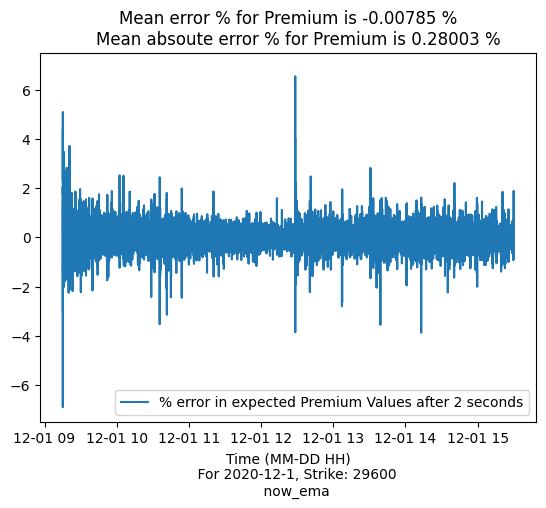 Mean error % for Premium is -0.00785 %
Mean absoute error % for Premium is 0.28003 %
6
4
2
0
−2
−4
−6
% error in expected Premium Values after 2 seconds
12-01 09 12-01 10 12-01 11 12-01 12 12-01 13 12-01 14 12-01 15
Time (MM-DD HH)
For 2020-12-1, Strike: 29600
now_ema